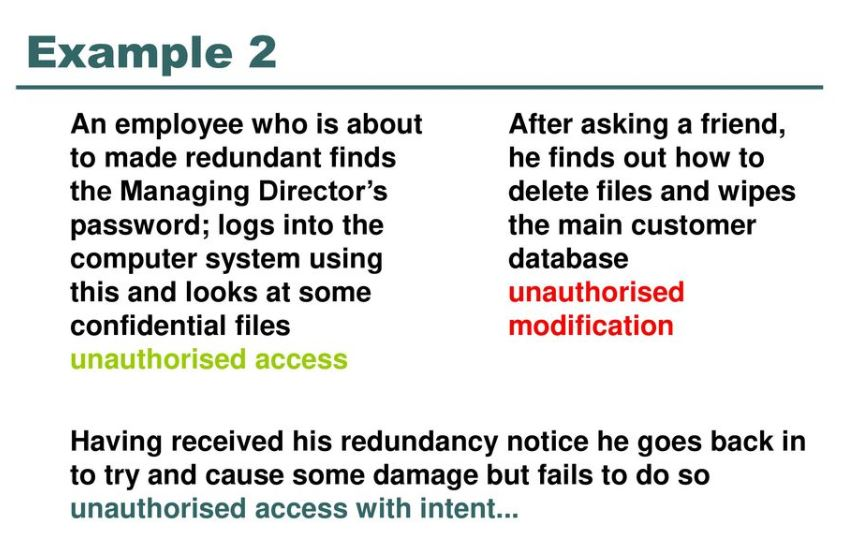 Example 2
An employee who is about
to made redundant finds
the Managing Director’s
password; logs into the
computer system using
this and looks at some
confidential files
unauthorised access
After asking a friend,
he finds out how to
delete files and wipes
the main customer
database
unauthorised
modification
Having received his redundancy notice he goes back in
to try and cause some damage but fails to do so
unauthorised access with intent...